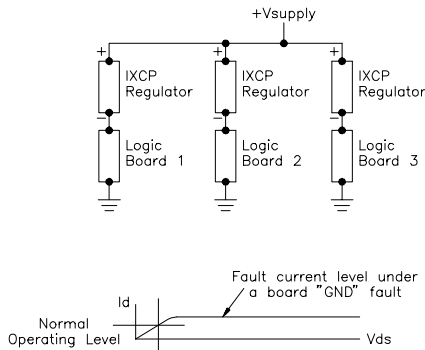 +Vsupply
+ + +
IXCP IXCP IXCP
Regulator Regulator Regulator
− − −
Logic Logic Logic
Board 1 Board 2 Board 3
Fault current level under
a board "GND" fault
Id
Normal
Operating Level
Vds